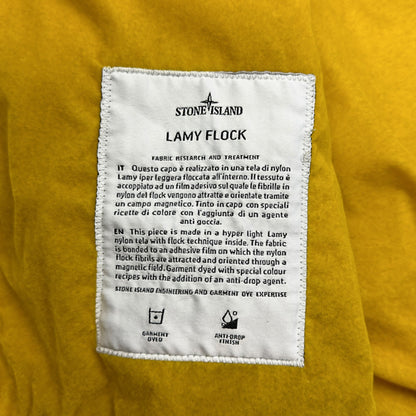 STONE ISLAND
LAMY FLOCK
FABRIC RESEARCH AND TREATMENT
IT Questo capo è realizzato in una tela di nylon
Lamy iper leggera floccata all'interno. Il tessuto è
accoppiato ad un film adesivo sul quale le fibrille in
nylon del flock vengono attratte e orientate tramite
un campo magnetico. Tinto in capo con speciali
ricette di colore con l'aggiunta di un agente
anti goccia.
EN This piece is made in a hyper light Lamy
nylon tela with flock technique inside. The fabric
is bonded to an adhesive film on which the nylon
flock fibrils are attracted and oriented through a
magnetic field. Garment dyed with special colour
recipes with the addition of an anti-drop agent.
STONE ISLAND ENGINEERING AND GARMENT DYE EXPERTISE
GARMENT
DYED
ANTI-DROP
FINISH